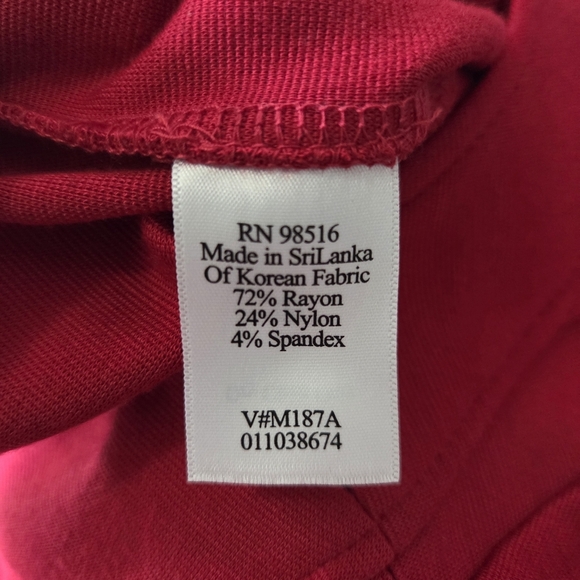 RN 98516
Made in SriLanka
Of Korean Fabric
72% Rayon
24% Nylon
4% Spandex
V#M187A
011038674